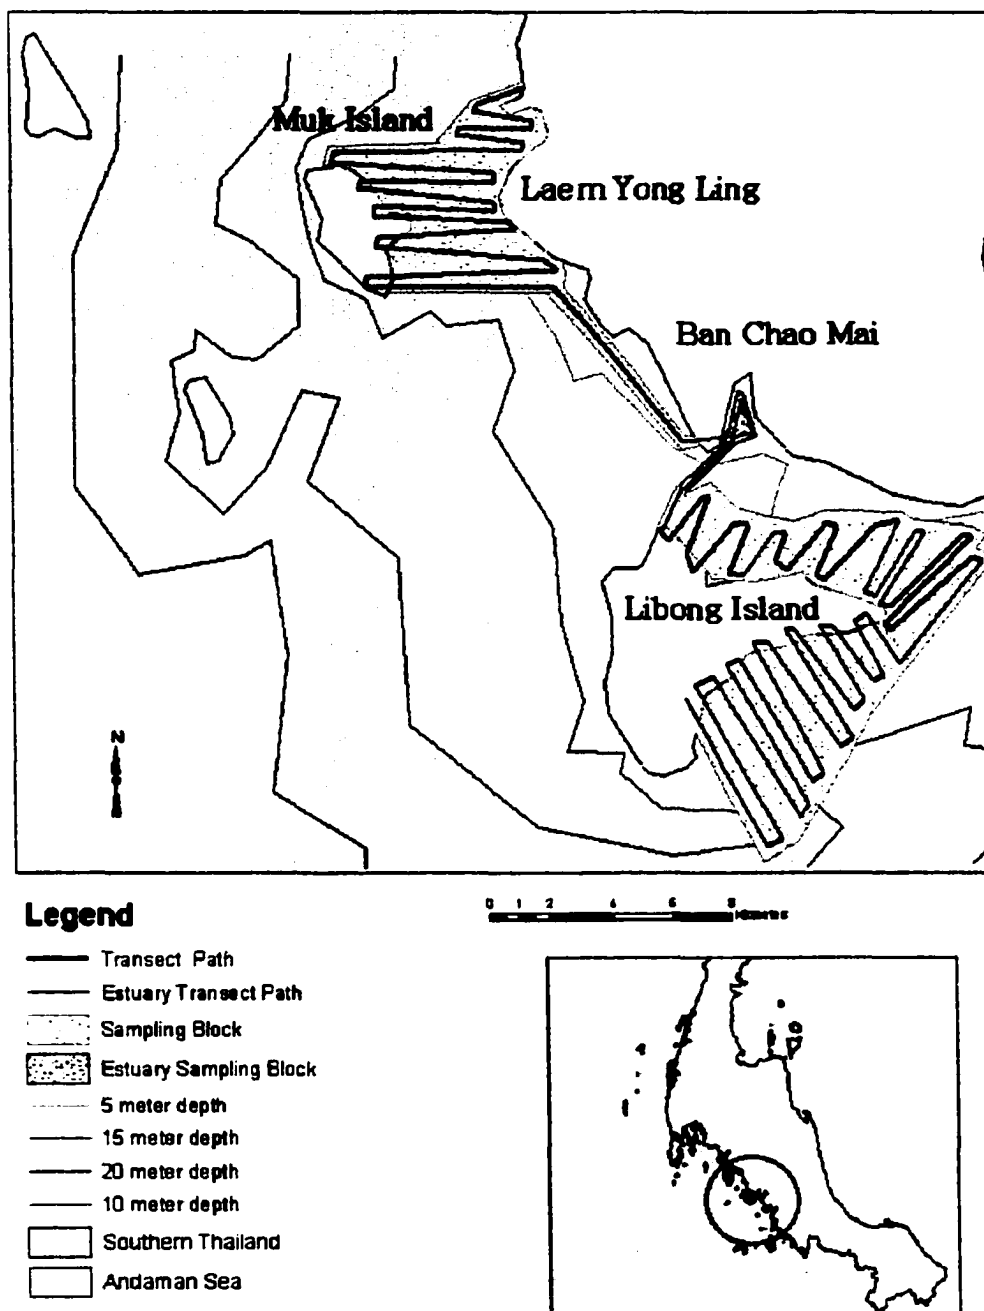 Muk Island
Laem Yong Ling
Ban Chao Mai
Libong Island
N
Legend
0 1 2 4 6 8
Transect Path
Estuary Transect Path
Sampling Block
Estuary Sampling Block
5 meter depth
15 meter depth
20 meter depth
10 meter depth
Southern Thailand
Andaman Sea